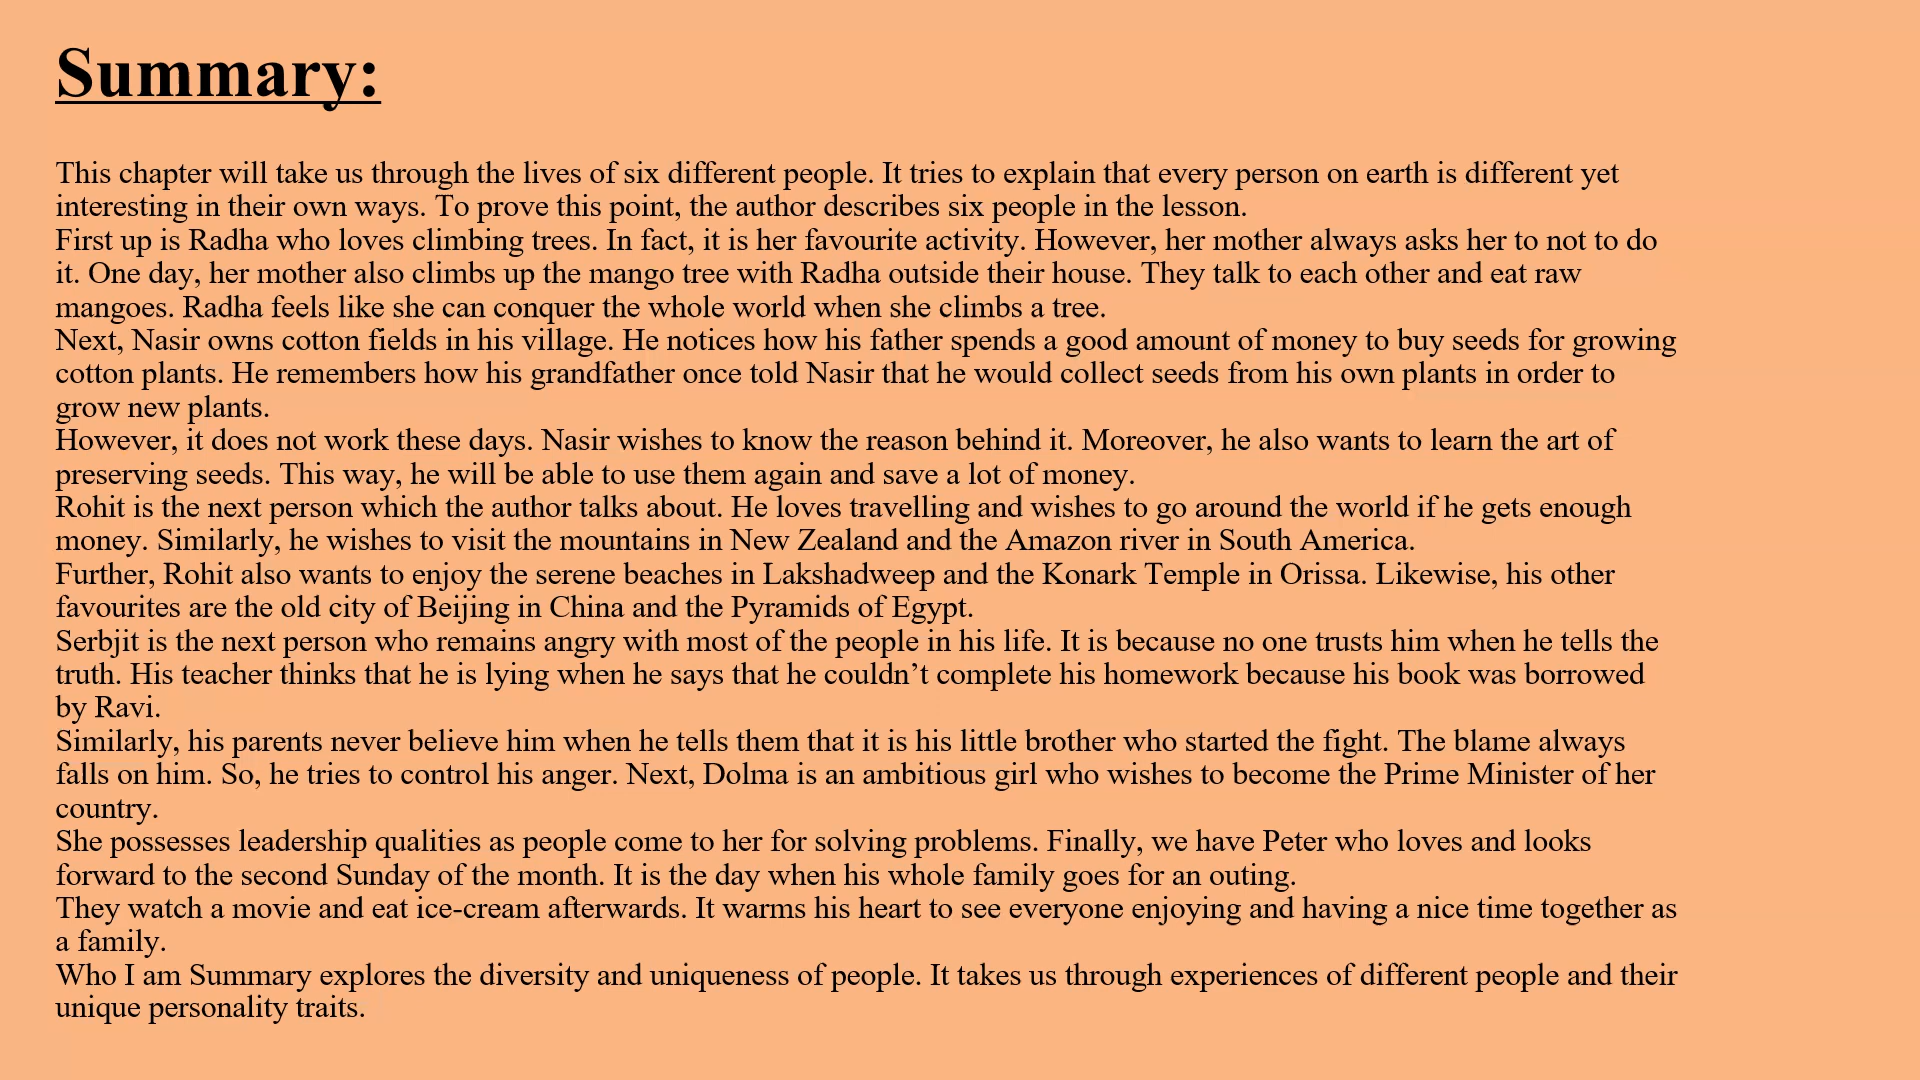 Summary:
This chapter will take us through the lives of six different people. It tries to explain that every person on earth is different yet
interesting in their own ways. To prove this point, the author describes six people in the lesson.
First up is Radha who loves climbing trees. In fact, it is her favourite activity. However, her mother always asks her to not to do
it. One day, her mother also climbs up the mango tree with Radha outside their house. They talk to each other and eat raw
mangoes. Radha feels like she can conquer the whole world when she climbs a tree.
Next, Nasir owns cotton fields in his village. He notices how his father spends a good amount of money to buy seeds for growing
cotton plants. He remembers how his grandfather once told Nasir that he would collect seeds from his own plants in order to
grow new plants.
However, it does not work these days. Nasir wishes to know the reason behind it. Moreover, he also wants to learn the art of
preserving seeds. This way, he will be able to use them again and save a lot of money.
Rohit is the next person which the author talks about. He loves travelling and wishes to go around the world if he gets enough
money. Similarly, he wishes to visit the mountains in New Zealand and the Amazon river in South America.
Further, Rohit also wants to enjoy the serene beaches in Lakshadweep and the Konark Temple in Orissa. Likewise, his other
favourites are the old city of Beijing in China and the Pyramids of Egypt.
Serbjit is the next person who remains angry with most of the people in his life. It is because no one trusts him when he tells the
truth. His teacher thinks that he is lying when he says that he couldn’t complete his homework because his book was borrowed
by Ravi.
Similarly, his parents never believe him when he tells them that it is his little brother who started the fight. The blame always
falls on him. So, he tries to control his anger. Next, Dolma is an ambitious girl who wishes to become the Prime Minister of her
country.
She possesses leadership qualities as people come to her for solving problems. Finally, we have Peter who loves and looks
forward to the second Sunday of the month. It is the day when his whole family goes for an outing.
They watch a movie and eat ice-cream afterwards. It warms his heart to see everyone enjoying and having a nice time together as
a family.
Who I am Summary explores the diversity and uniqueness of people. It takes us through experiences of different people and their
unique personality traits.